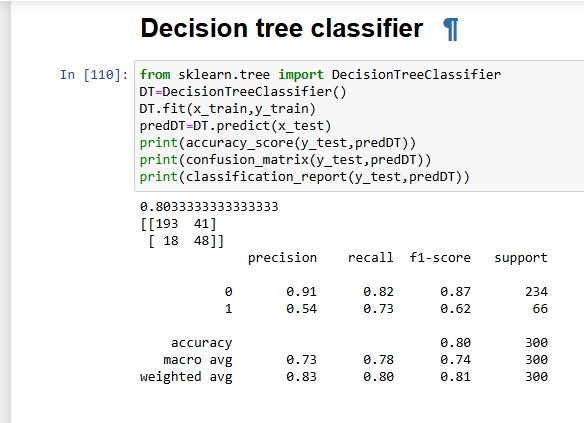 Decision tree classifier ¶
In [110]: from sklearn.tree import DecisionTreeClassifier
DT=DecisionTreeClassifier()
DT.fit(x_train,y_train)
predDT=DT.predict(x_test)
print(accuracy_score(y_test,predDT))
print(confusion_matrix(y_test,predDT))
print(classification_report(y_test,predDT))
0.8033333333333333
[[193  41]
 [ 18  48]]
              precision    recall  f1-score   support
           0       0.91      0.82      0.87       234
           1       0.54      0.73      0.62        66
    accuracy                           0.80       300
   macro avg       0.73      0.78      0.74       300
weighted avg       0.83      0.80      0.81       300